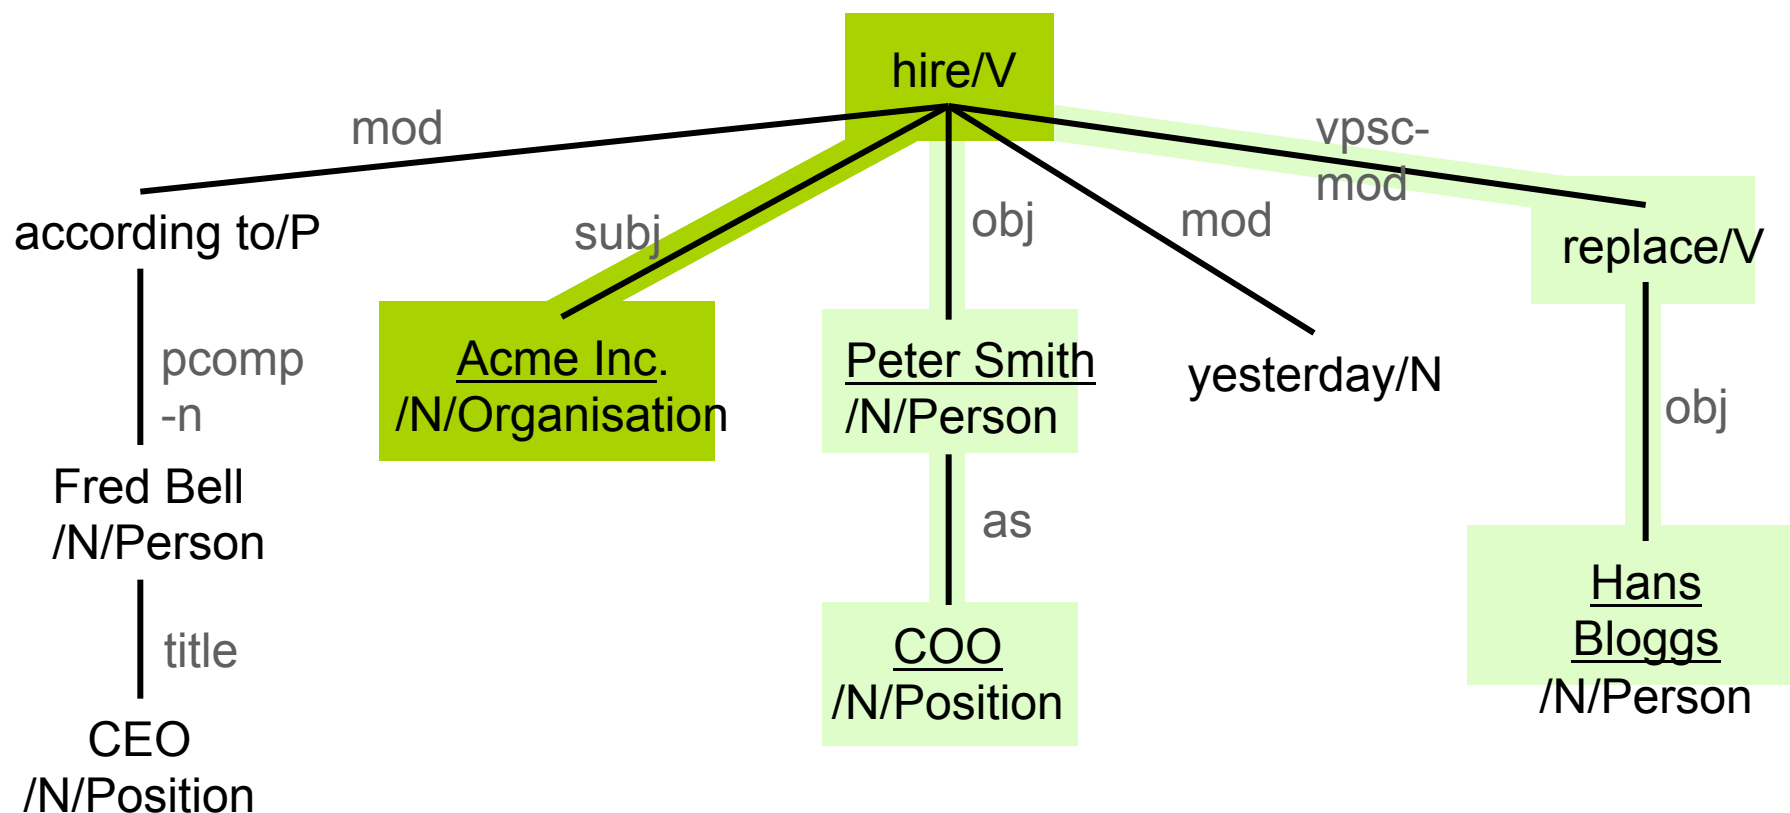 hire/V
mod
vpsc-
mod
according to/P
subj
obj
mod
replace/V
pcomp
-n
Acme Inc.
/N/Organisation
Peter Smith
/N/Person
yesterday/N
obj
Fred Bell
/N/Person
as
Hans
Bloggs
/N/Person
title
COO
/N/Position
CEO
/N/Position